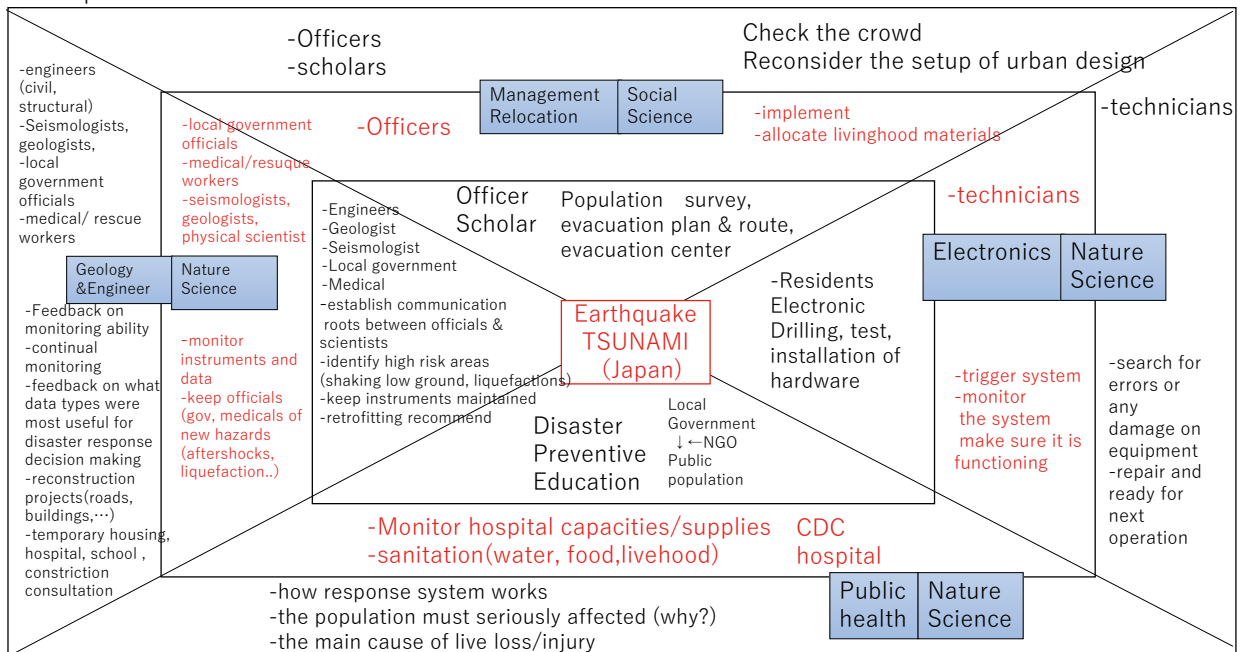 -Officers
-scholars
Check the crowd
Reconsider the setup of urban design
Management
Relocation
Social
Science
-Officers
-implement
-allocate livinghood materials
-engineers
(civil,
structural)
-Seismologists,
geologists,
-local
government
officials
-medical/ rescue
workers
-local government
officials
-medical/resuque
workers
-seismologists,
geologists,
physical scientist
Geology
&Engineer
Nature
Science
-Feedback on
monitoring ability
-continual
monitoring
-feedback on what
data types were
most useful for
disaster response
decision making
-reconstruction
projects(roads,
buildings,…)
-temporary housing,
hospital, school ,
constriction
consultation
-monitor
instruments and
data
-keep officials
(gov, medicals of
new hazards
(aftershocks,
liquefaction..)
Officer
Scholar
Population survey,
evacuation plan & route,
evacuation center
-Engineers
-Geologist
-Seismologist
-Local government
-Medical
-establish communication
roots between officials &
scientists
-identify high risk areas
(shaking low ground, liquefactions)
-keep instruments maintained
-retrofitting recommend
Earthquake
TSUNAMI
(Japan)
-Residents
Electronic
Drilling, test,
installation of
hardware
Disaster
Preventive
Education
Local
Government
↓←NGO
Public
population
-technicians
-technicians
Electronics
Nature
Science
-trigger system
-monitor
the system
make sure it is
functioning
-search for
errors or
any
damage on
equipment
-repair and
ready for
next
operation
-Monitor hospital capacities/supplies
-sanitation(water, food,livehood)
CDC
hospital
Public
health
Nature
Science
-how response system works
-the population must seriously affected (why?)
-the main cause of live loss/injury